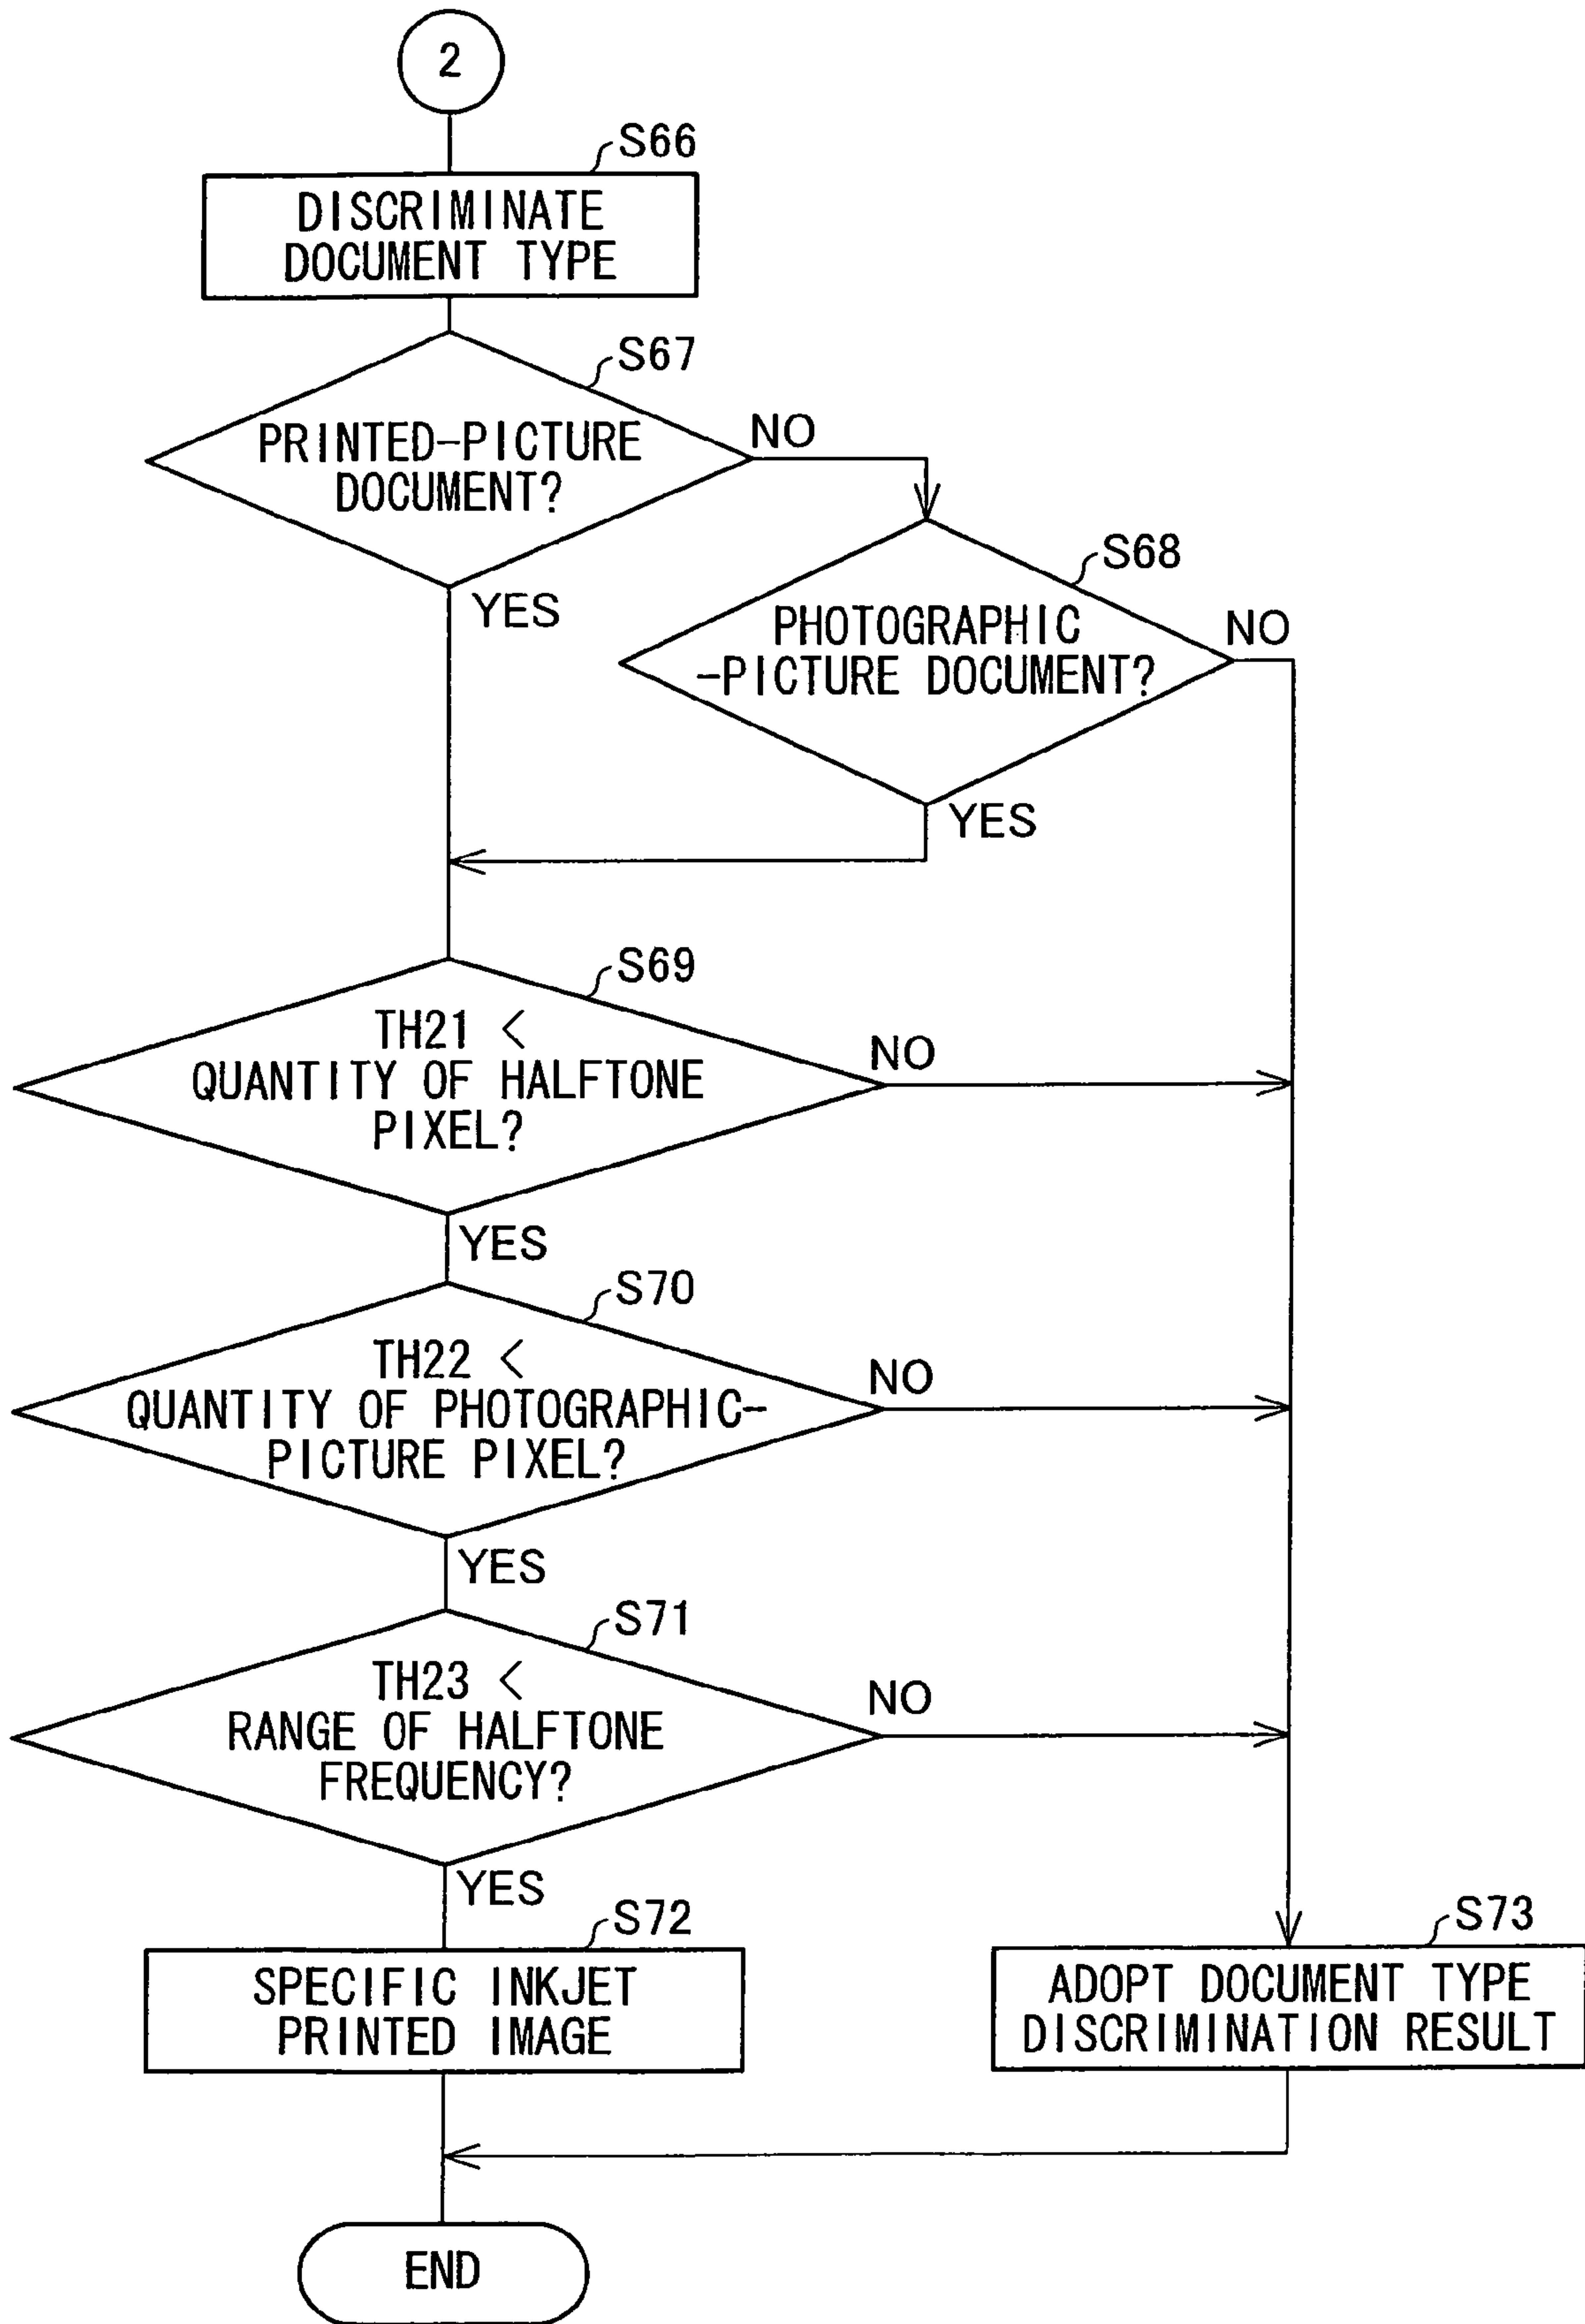 2
S66
DISCRIMINATE
DOCUMENT TYPE
S67
PRINTED-PICTURE
DOCUMENT?
NO
YES
S68
PHOTOGRAPHIC
-PICTURE DOCUMENT?
NO
YES
S69
TH21 <
QUANTITY OF HALFTONE
PIXEL?
NO
YES
S70
TH22 <
QUANTITY OF PHOTOGRAPHIC-
PICTURE PIXEL?
NO
YES
S71
TH23 <
RANGE OF HALFTONE
FREQUENCY?
NO
YES
S72
SPECIFIC INKJET
PRINTED IMAGE
S73
ADOPT DOCUMENT TYPE
DISCRIMINATION RESULT
END